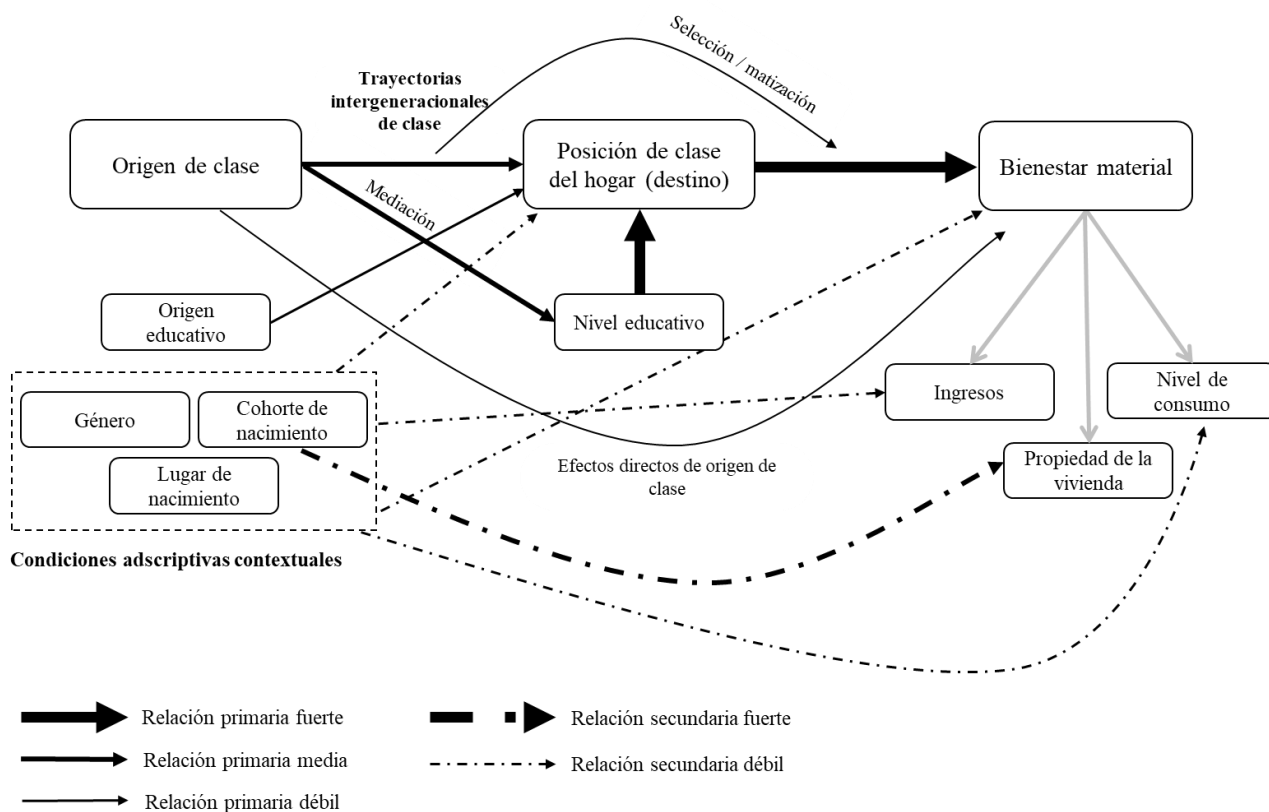 Selección / matización
Trayectorias
intergeneracionales
de clase
Origen de clase
Posición de clase
del hogar (destino)
Bienestar material
Mediación
Origen
educativo
Nivel educativo
Ingresos
Nivel de
consumo
Género
Cohorte de
nacimiento
Lugar de
nacimiento
Efectos directos de origen de
clase
Propiedad de la
vivienda
Condiciones adscriptivas contextuales
Relación primaria fuerte
Relación secundaria fuerte
Relación primaria media
Relación secundaria débil
Relación primaria débil